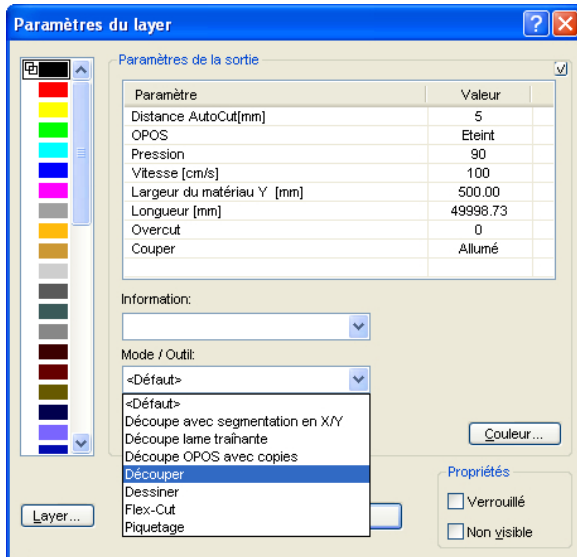 Paramètres du layer
Paramètres de la sortie
Paramètre Valeur
Distance AutoCut[mm] 5
OPOS Eteint
Pression 90
Vitesse [cm/s] 100
Largeur du matériau Y [mm] 500.00
Longueur [mm] 49998.73
Overcut 0
Couper Allumé
Information:
Mode / Outil:
<Défaut>
<Défaut>
Découpe avec segmentation en X/Y
Découpe lame traînante
Découpe OPOS avec copies
Découper
Dessiner
Flex-Cut
Piquetage
Couleur...
Propriétés
Verrouillé
Non visible
Layer...